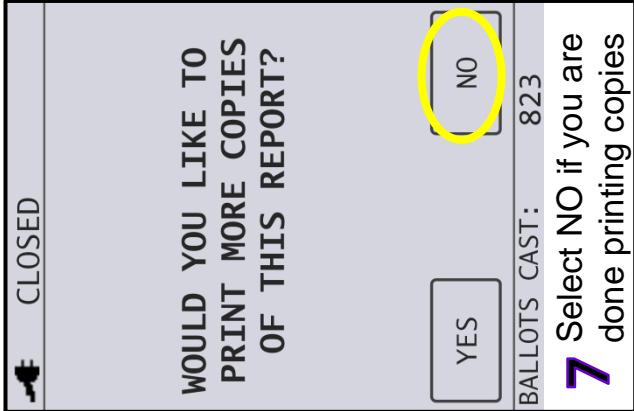 CLOSED
WOULD YOU LIKE TO
PRINT MORE COPIES
OF THIS REPORT?
YES
NO
BALLOTS CAST: 823
7 Select NO if you are
done printing copies